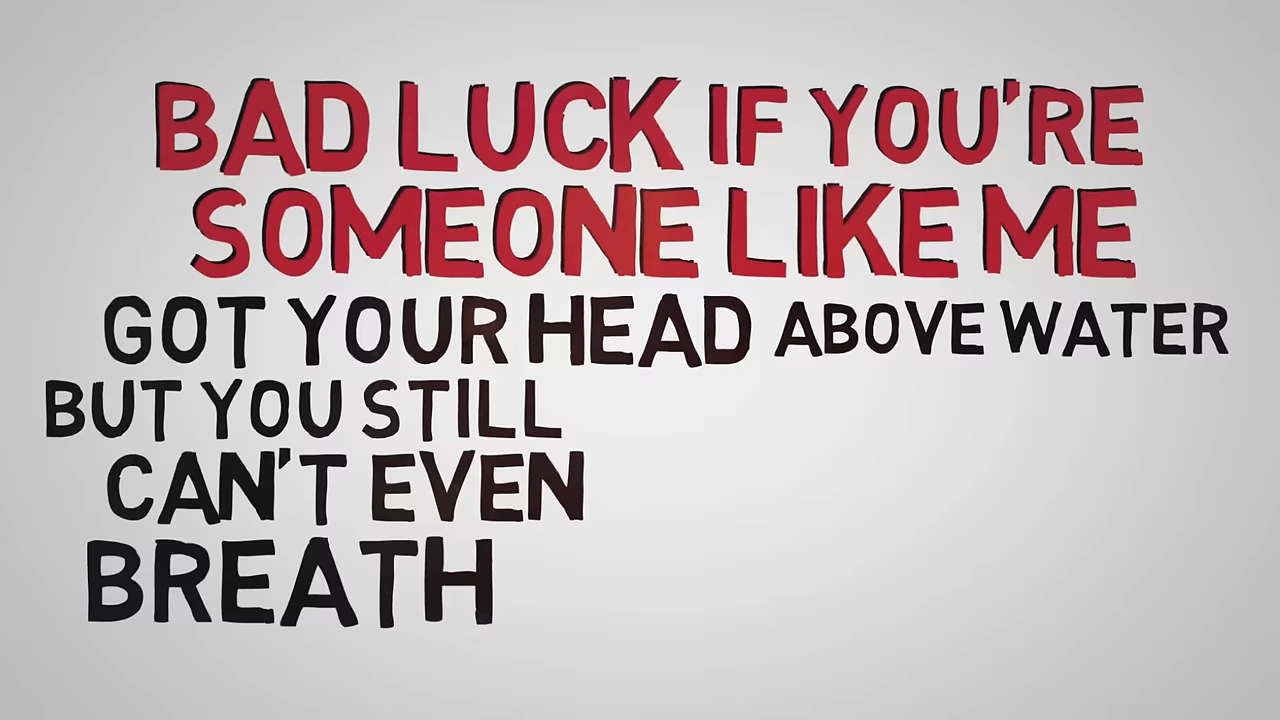 BAD LUCK IF YOU'RE
SOMEONE LIKE ME
GOT YOUR HEAD ABOVE WATER
BUT YOU STILL
CAN'T EVEN
BREATH